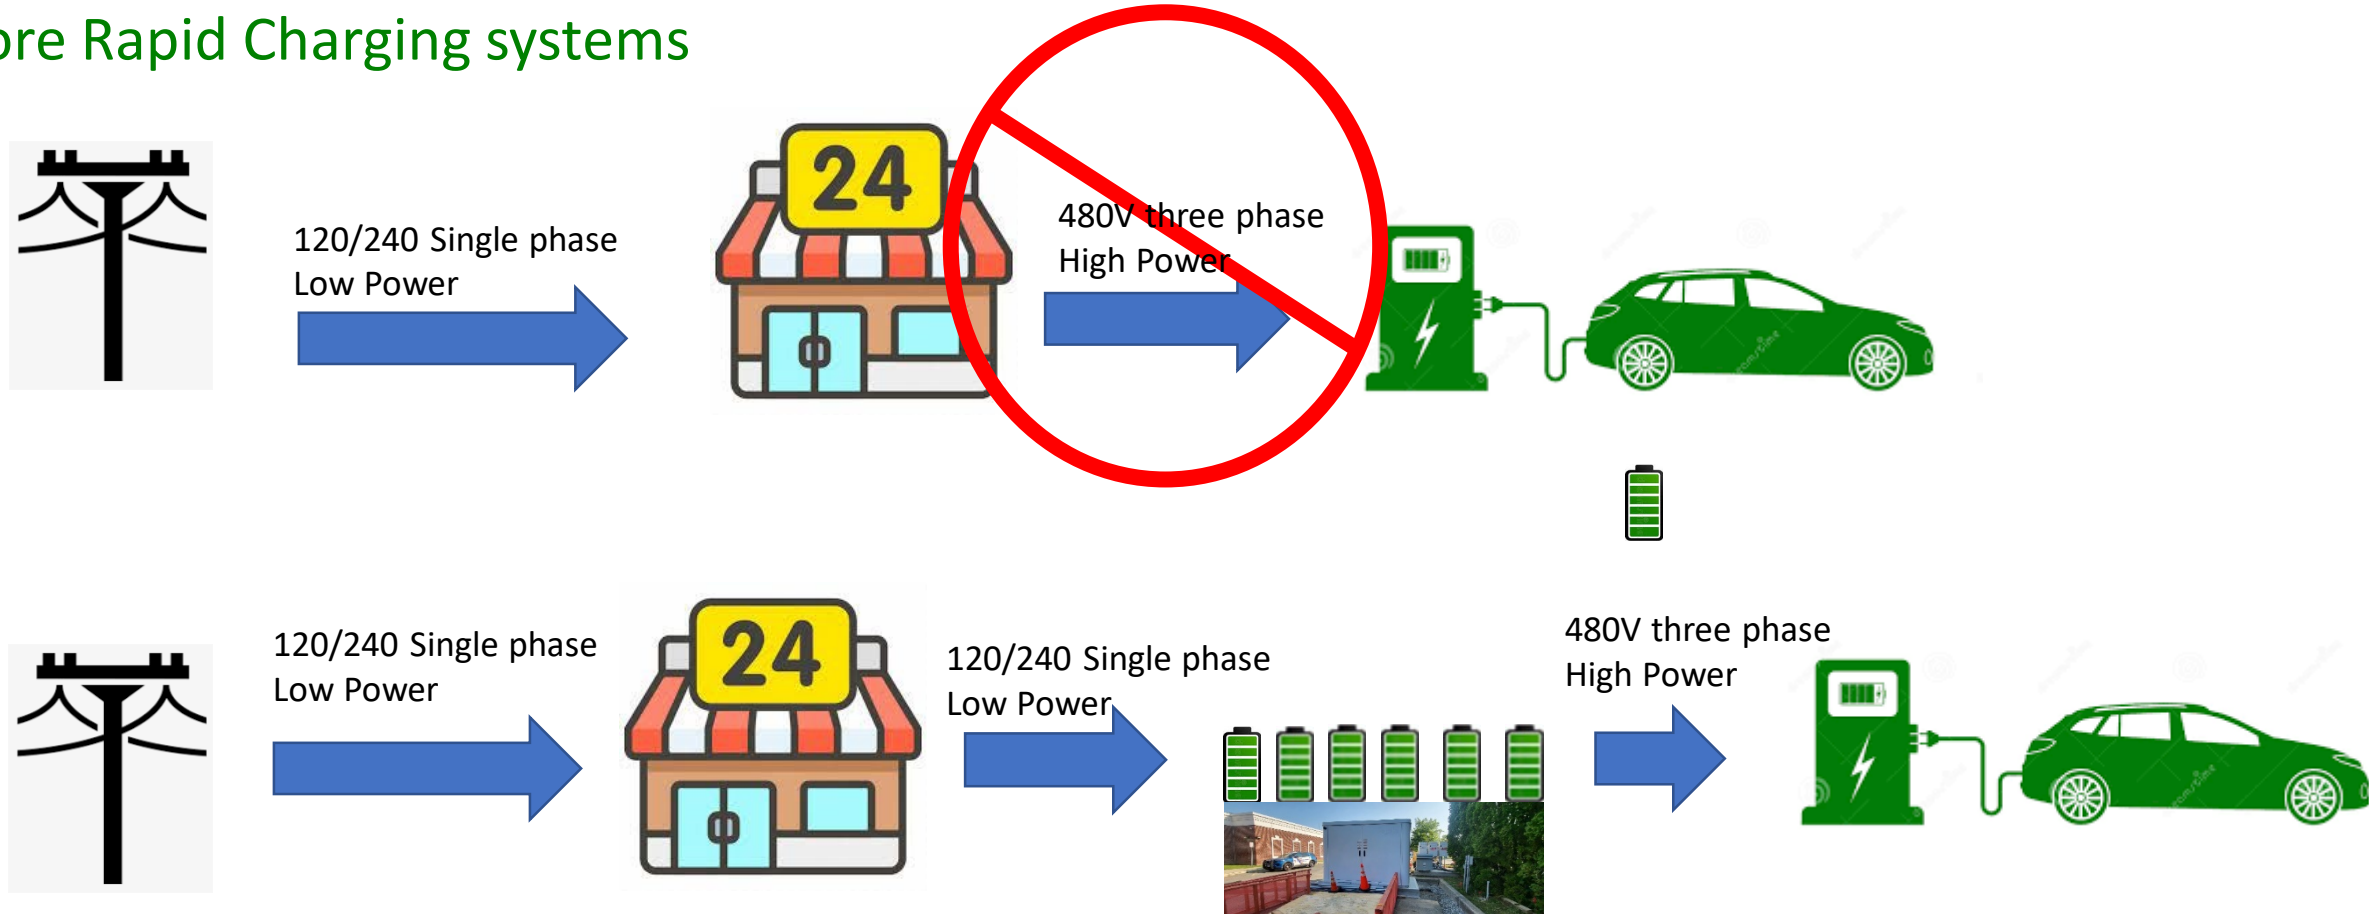 ore Rapid Charging systems
24
120/240 Single phase
Low Power
480V three phase
High Power
120/240 Single phase
Low Power
24
120/240 Single phase
Low Power
480V three phase
High Power